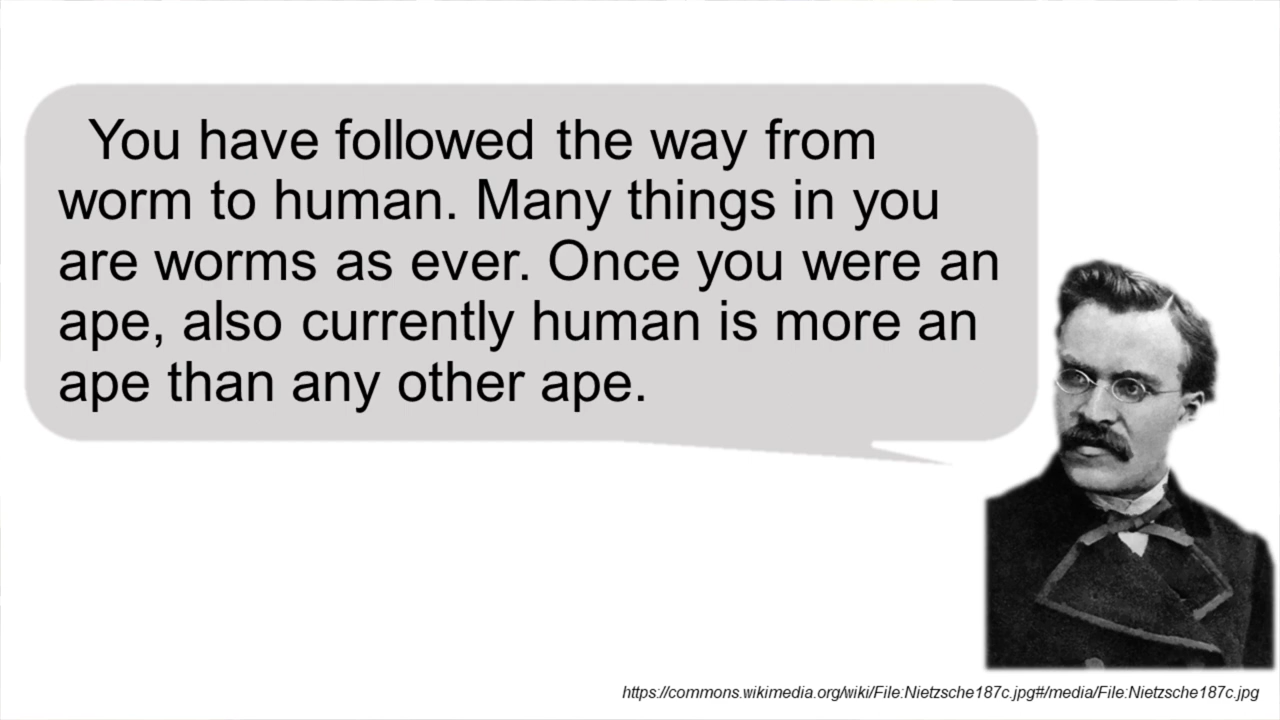 You have followed the way from
worm to human. Many things in you
are worms as ever. Once you were an
ape, also currently human is more an
ape than any other ape.
https://commons.wikimedia.org/wiki/File:Nietzsche187c.jpg#/media/File:Nietzsche187c.jpg